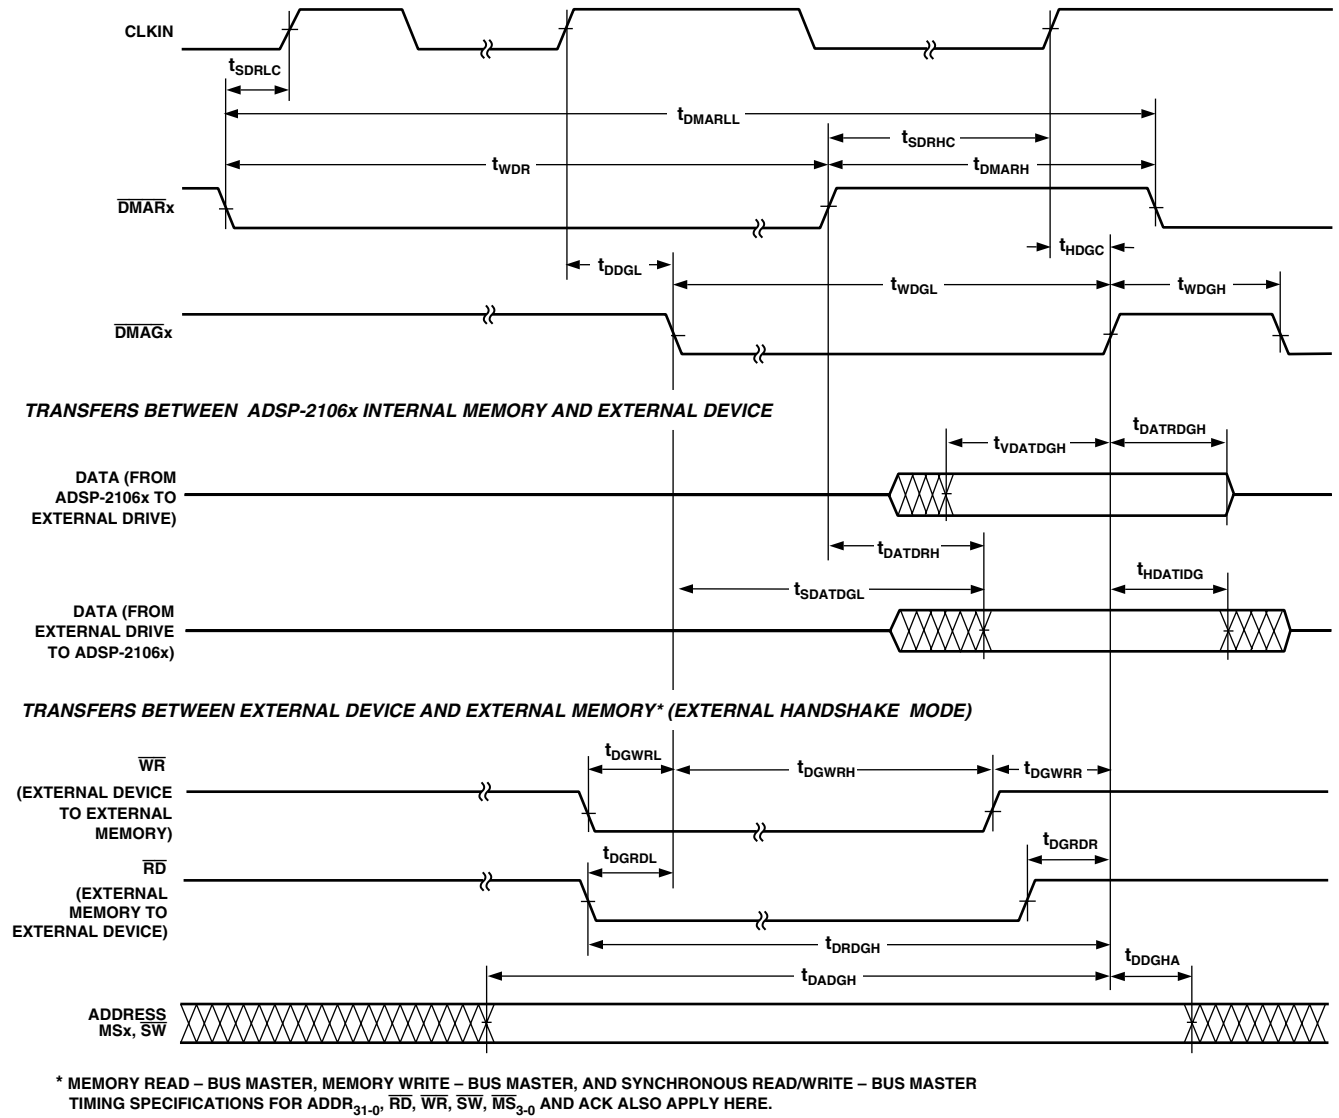 CLKIN
tSDRLC
tDMARLL
tSDRHC
tWDR
tDMARH
DMARx
tHDGC
tDDGL
tWDGL
tWDGH
DMAGx
TRANSFERS BETWEEN ADSP-2106x INTERNAL MEMORY AND EXTERNAL DEVICE
tVDATDGH
tDATRDGH
DATA (FROM
ADSP-2106x TO
EXTERNAL DRIVE)
tDATDRH
tSDATDGL
tHDATIDG
DATA (FROM
EXTERNAL DRIVE
TO ADSP-2106x)
TRANSFERS BETWEEN EXTERNAL DEVICE AND EXTERNAL MEMORY* (EXTERNAL HANDSHAKE MODE)
tDGWRL
tDGWRH
tDGWRR
WR
(EXTERNAL DEVICE
TO EXTERNAL
MEMORY)
tDGRDL
tDGRDR
RD
(EXTERNAL
MEMORY TO
EXTERNAL DEVICE)
tDRDGH
tDADGH
tDDGHA
ADDRESS
MSx, SW
* MEMORY READ – BUS MASTER, MEMORY WRITE – BUS MASTER, AND SYNCHRONOUS READ/WRITE – BUS MASTER
TIMING SPECIFICATIONS FOR ADDR31-0, RD, WR, SW, MS3-0 AND ACK ALSO APPLY HERE.